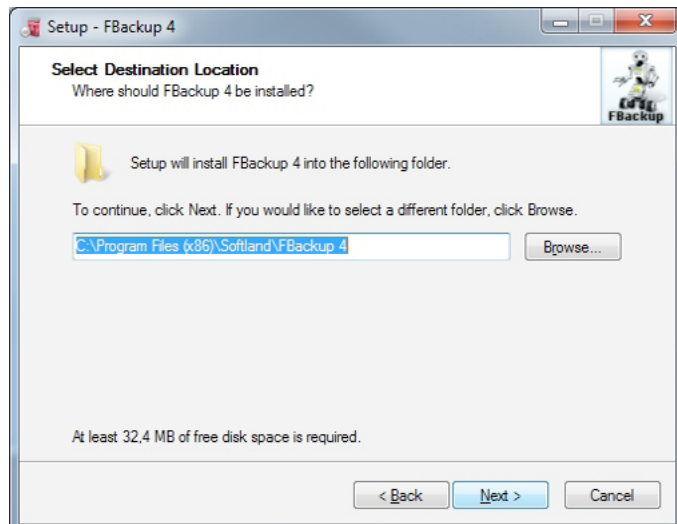 Setup - FBackup 4
Select Destination Location
Where should FBackup 4 be installed?
FBackup
Setup will install FBackup 4 into the following folder.
To continue, click Next. If you would like to select a different folder, click Browse.
C:\Program Files (x86)\Softland\FBackup 4
Browse...
At least 32,4 MB of free disk space is required.
< Back
Next >
Cancel